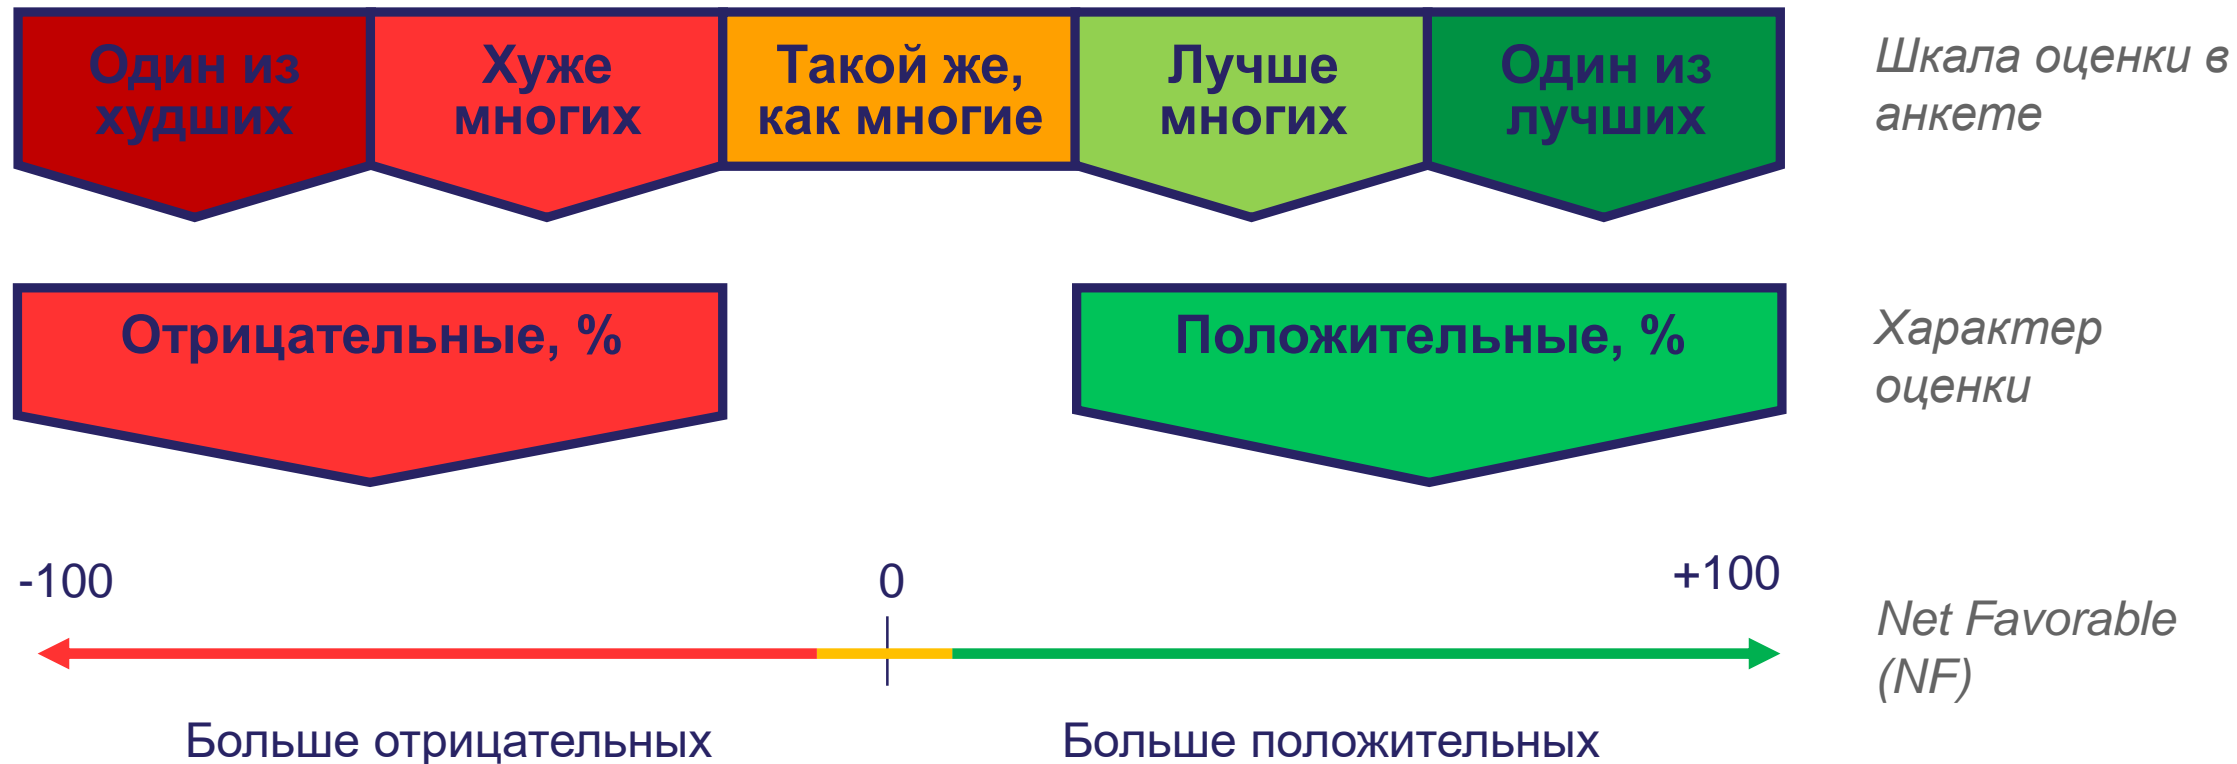 Один из
худших
Хуже
многих
Такой же,
как многие
Лучше
многих
Один из
лучших
Шкала оценки в
анкете
Отрицательные, %
Положительные, %
Характер
оценки
-100
0
+100
Net Favorable
(NF)
Больше отрицательных
Больше положительных